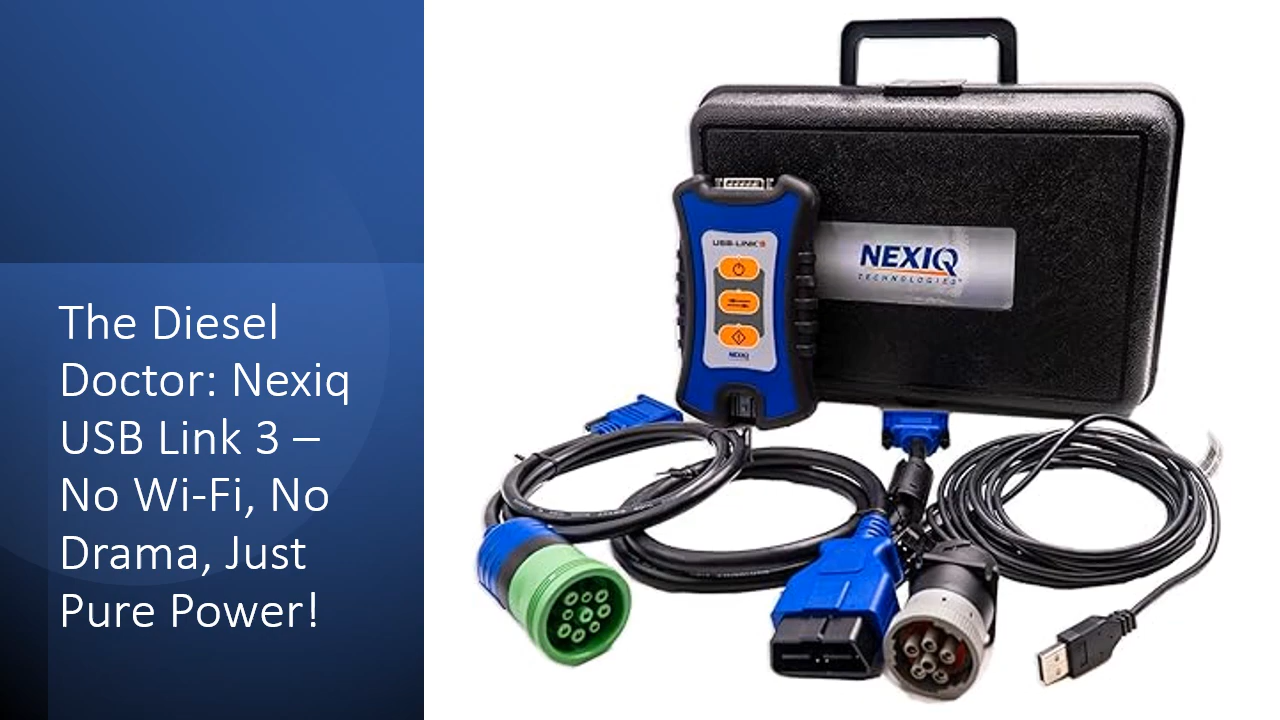 The Diesel
Doctor: Nexiq
USB Link 3 –
No Wi-Fi, No
Drama, Just
Pure Power!
NEXIQ
TECHNOLOGIES
USB-LINK 3
NEXIQ